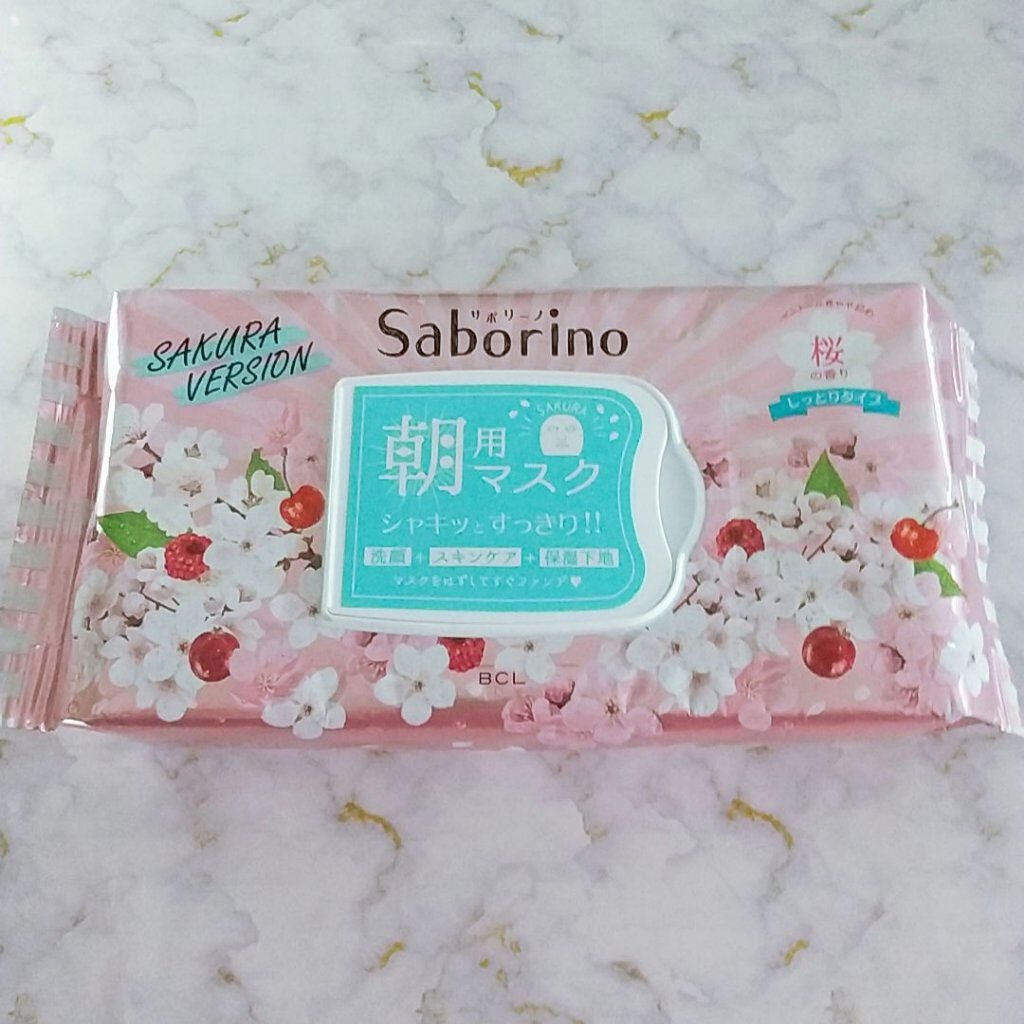 SAKURA
VERSION
サボリーノ
Saborino
桜
の香り
しっとりタイプ
SAKURA
朝用
マスク
シャキッとすっきり!!
洗顔+スキンケア+保湿下地
マスクをはずしてすぐファンデ♥
BCL